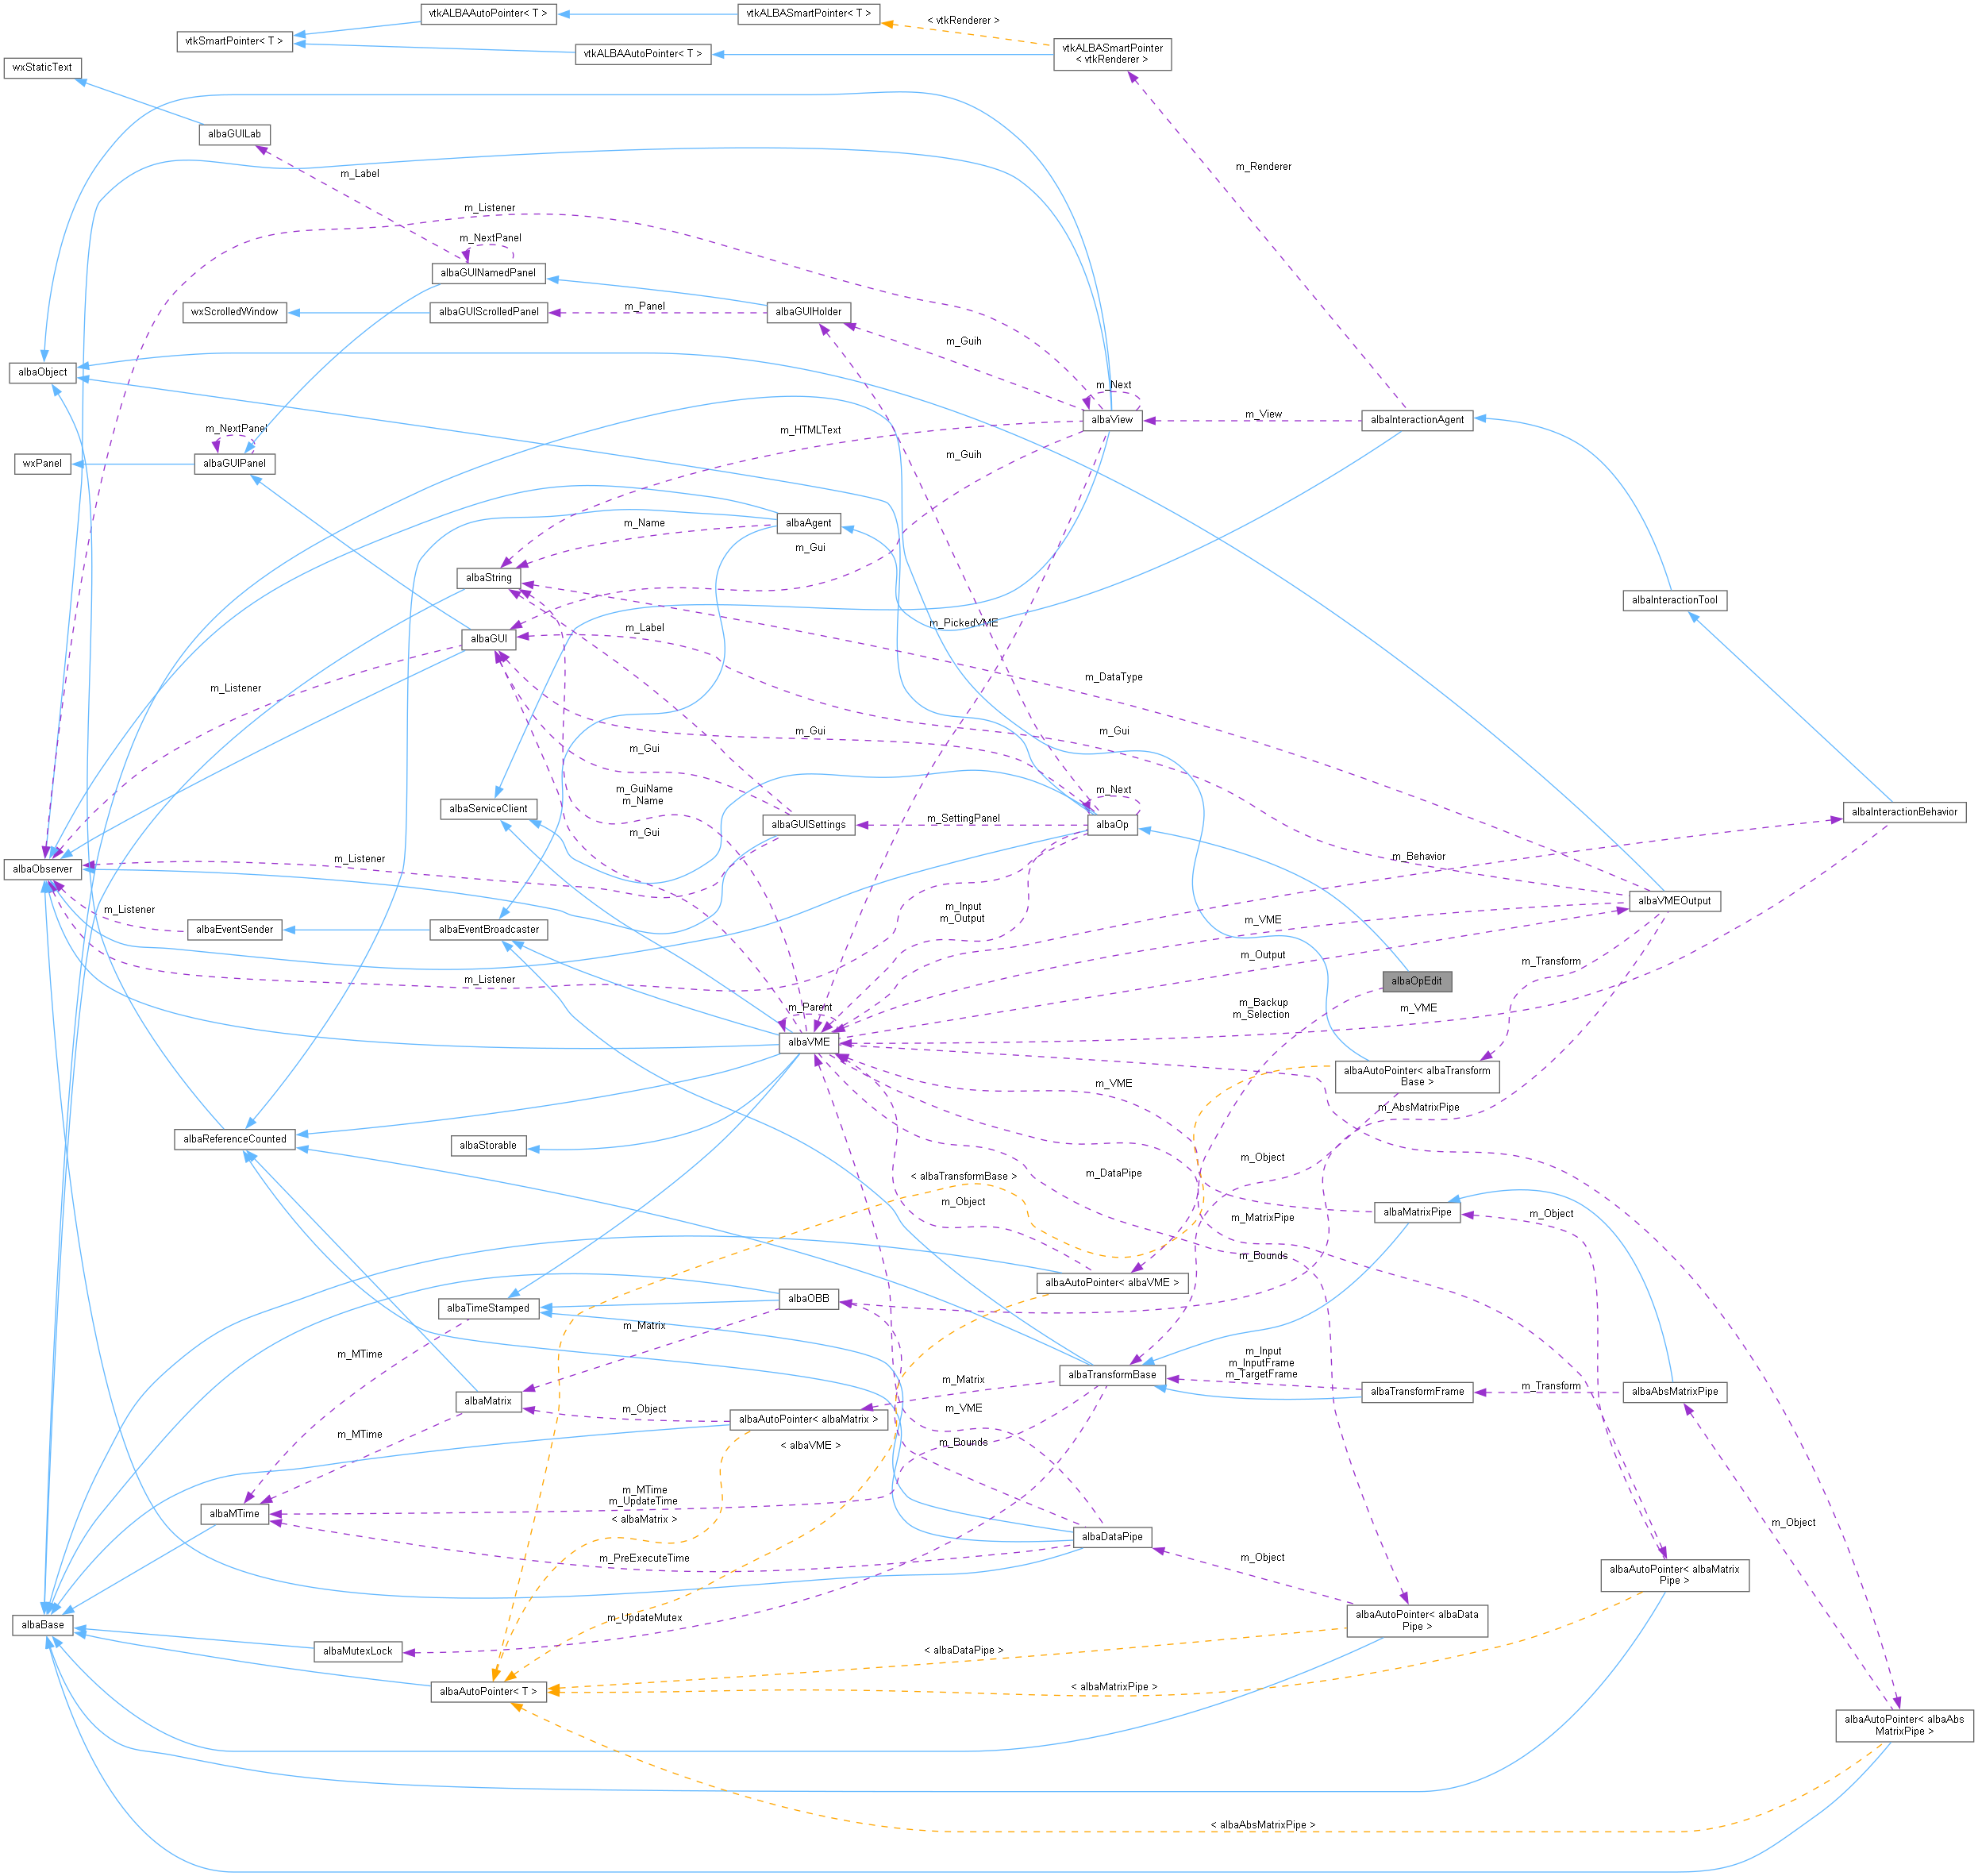 vtkALBAAutoPointer< T >
vtkALBASmartPointer< T >
< vtkRenderer >
vtkSmartPointer< T >
vtkALBAAutoPointer< T >
vtkALBASmartPointer
< vtkRenderer >
wxStaticText
albaGUILab
m_Label
m_Renderer
m_Listener
m_NextPanel
albaGUINamedPanel
wxScrolledWindow
albaGUIScrolledPanel
m_Panel
albaGUIHolder
m_Guih
albaObject
m_Next
albaView
m_View
albaInteractionAgent
m_NextPanel
m_HTMLText
wxPanel
albaGUIPanel
m_Guih
albaAgent
m_Name
m_Gui
albaString
albaInteractionTool
albaGUI
m_Label
m_PickedVME
m_Listener
m_DataType
m_Gui
m_Gui
m_Gui
m_GuiName
m_Name
m_Next
albaServiceClient
albaGUISettings
m_SettingPanel
albaOp
albaInteractionBehavior
m_Gui
albaObserver
m_Listener
m_Behavior
m_Listener
m_Input
m_Output
albaVMEOutput
albaEventSender
albaEventBroadcaster
m_VME
m_Output
m_Transform
m_Listener
albaOpEdit
m_Parent
m_Backup
m_Selection
m_VME
albaVME
albaAutoPointer< albaTransform
Base >
m_VME
m_AbsMatrixPipe
albaReferenceCounted
albaStorable
m_Object
< albaTransformBase >
m_DataPipe
m_Object
albaMatrixPipe
m_MatrixPipe
m_Object
m_Bounds
albaAutoPointer< albaVME >
albaOBB
albaTimeStamped
m_Matrix
m_MTime
m_Input
m_InputFrame
m_TargetFrame
albaTransformBase
m_Matrix
albaTransformFrame
m_Transform
albaAbsMatrixPipe
albaMatrix
m_Object
albaAutoPointer< albaMatrix >
m_VME
m_MTime
< albaVME >
m_Bounds
m_MTime
m_UpdateTime
albaMTime
< albaMatrix >
m_Object
albaDataPipe
m_PreExecuteTime
m_Object
albaAutoPointer< albaMatrix
Pipe >
albaBase
m_UpdateMutex
albaAutoPointer< albaData
Pipe >
albaMutexLock
< albaDataPipe >
albaAutoPointer< T >
< albaMatrixPipe >
albaAutoPointer< albaAbs
MatrixPipe >
< albaAbsMatrixPipe >